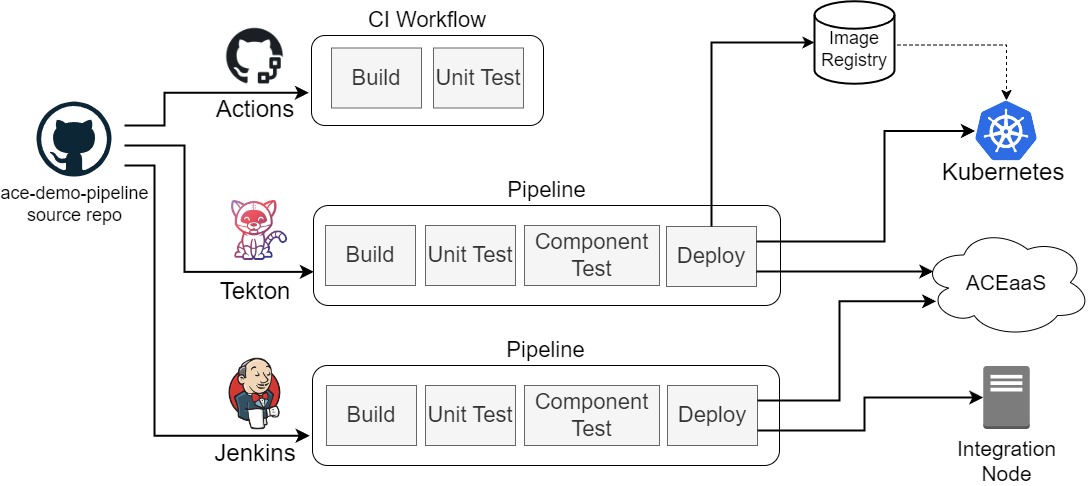 CI Workflow
Build
Unit Test
Actions
Image
Registry
Kubernetes
ace-demo-pipeline
source repo
Pipeline
Build
Unit Test
Component
Test
Deploy
Tekton
ACEaaS
Pipeline
Build
Unit Test
Component
Test
Deploy
Jenkins
Integration
Node